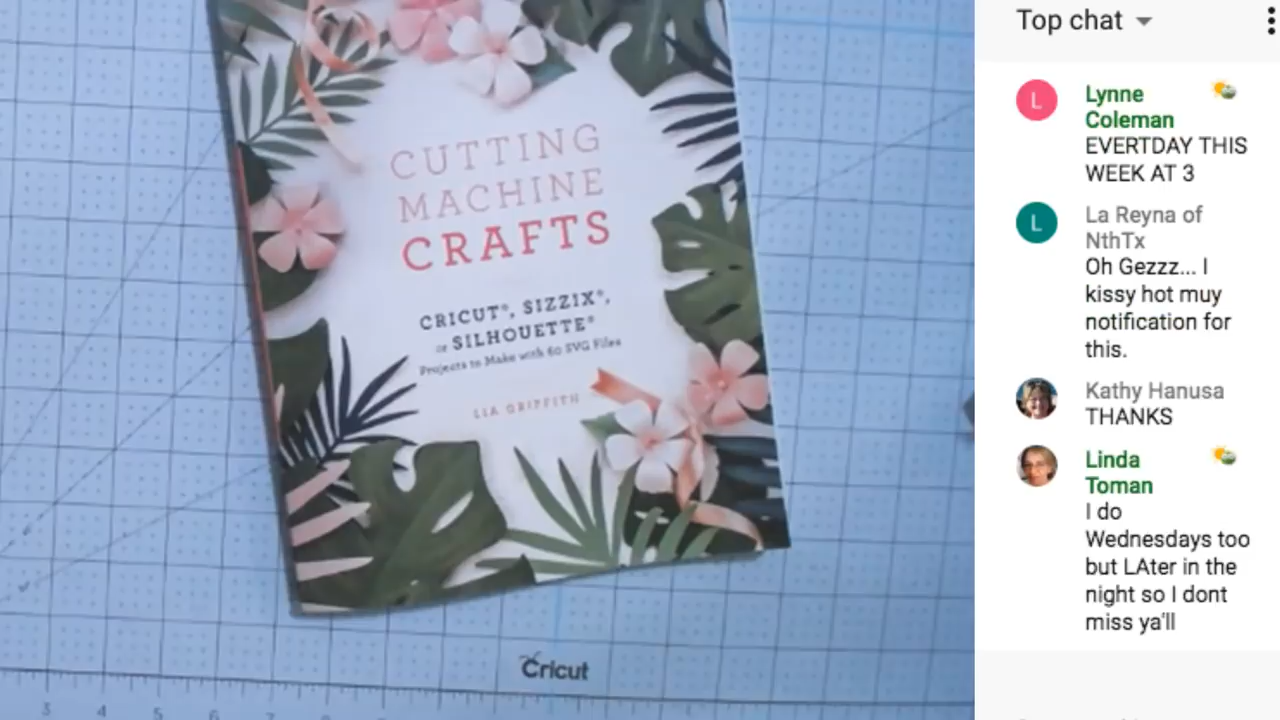 CUTTING
MACHINE
CRAFTS
CRICUT®, SIZZIX®,
or SILHOUETTE®
Projects to Make with 60 SVG Files
LIA GRIFFITH
Cricut
3 4 5 6 7 8
Top chat
L
Lynne
Coleman
EVERTDAY THIS
WEEK AT 3
L
La Reyna of
NthTx
Oh Gezzz... I
kissy hot muy
notification for
this.
Kathy Hanusa
THANKS
Linda
Toman
I do
Wednesdays too
but LAter in the
night so I dont
miss ya'll